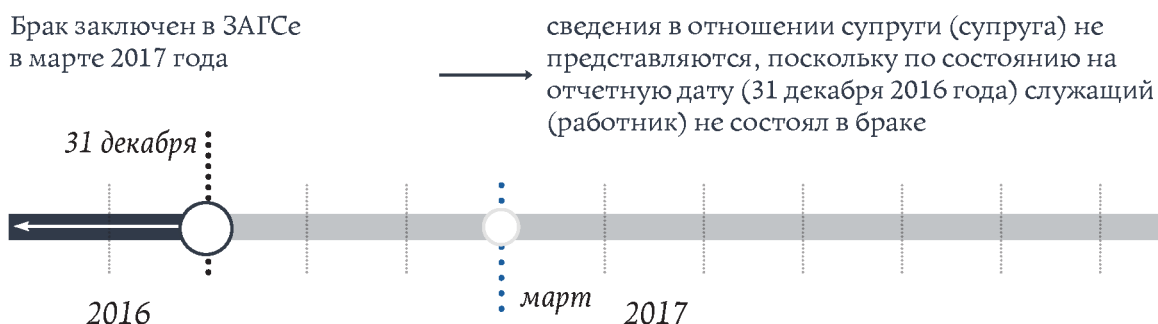 Брак заключен в ЗАГСе
в марте 2017 года
сведения в отношении супруги (супруга) не
представляются, поскольку по состоянию на
отчетную дату (31 декабря 2016 года) служащий
(работник) не состоял в браке
31 декабря
2016
март
2017